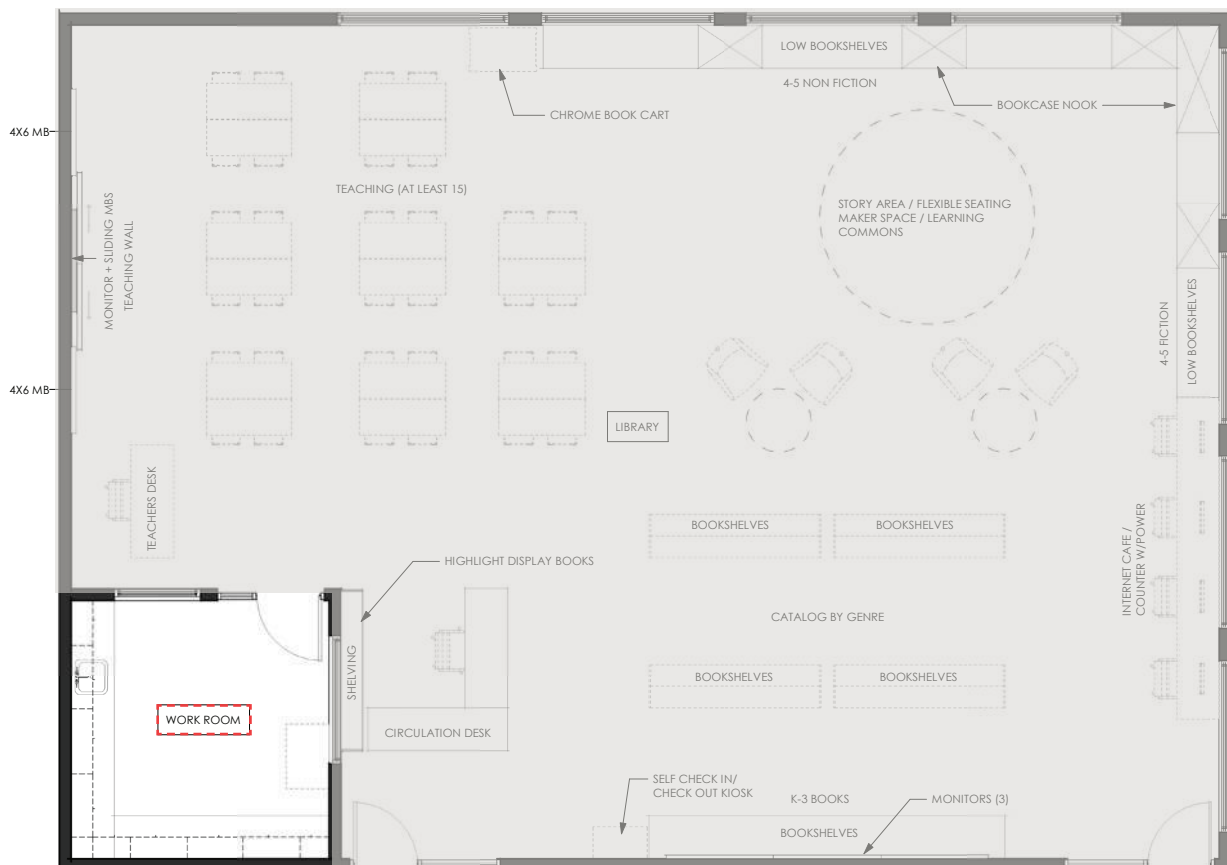 LOW BOOKSHELVES
4-5 NON FICTION
BOOKCASE NOOK
CHROME BOOK CART
4X6 MB
TEACHING (AT LEAST 15)
STORY AREA / FLEXIBLE SEATING
MAKER SPACE / LEARNING
COMMONS
MONITOR + SLIDING MBS
TEACHING WALL
4-5 FICTION
LOW BOOKSHELVES
4X6 MB
LIBRARY
TEACHERS DESK
BOOKSHELVES
BOOKSHELVES
INTERNET CAFE /
COUNTER W/POWER
HIGHLIGHT DISPLAY BOOKS
CATALOG BY GENRE
SHELVING
BOOKSHELVES
BOOKSHELVES
WORK ROOM
CIRCULATION DESK
SELF CHECK IN/
CHECK OUT KIOSK
K-3 BOOKS
MONITORS (3)
BOOKSHELVES